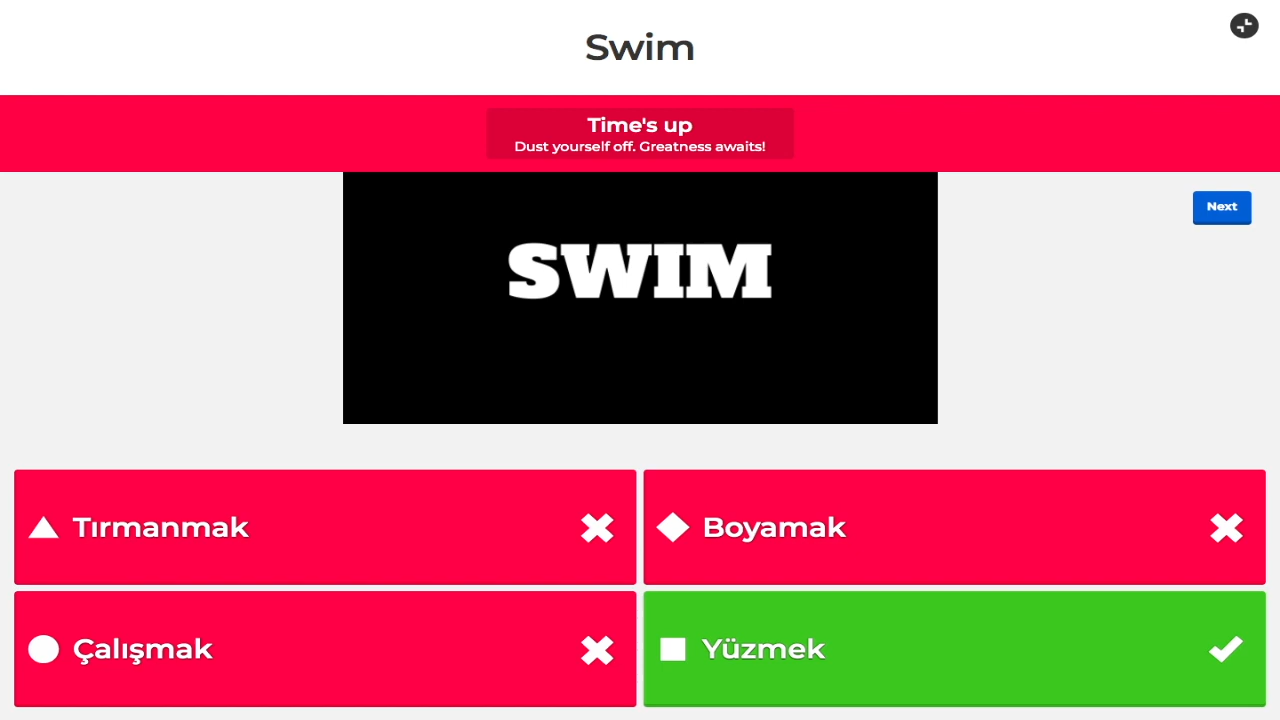 Swim
Time's up
Dust yourself off. Greatness awaits!
Next
SWIM
Tırmanmak
Boyamak
Çalışmak
Yüzmek